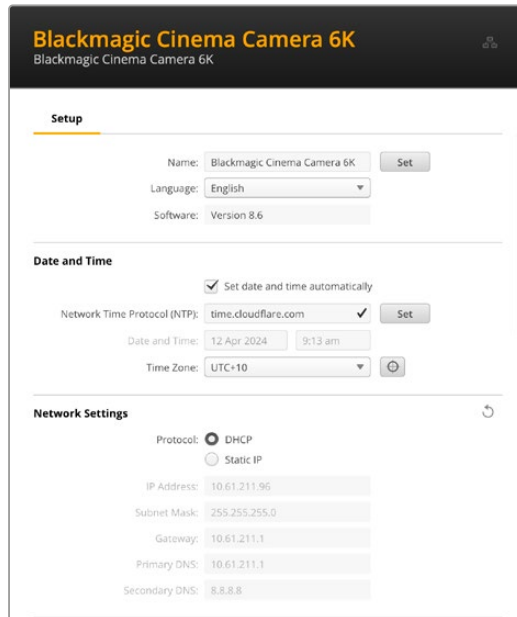 Blackmagic Cinema Camera 6K
Blackmagic Cinema Camera 6K
Setup
Name: Blackmagic Cinema Camera 6K Set
Language: English
Software: Version 8.6
Date and Time
Set date and time automatically
Network Time Protocol (NTP): time.cloudflare.com Set
Date and Time: 12 Apr 2024 9:13 am
Time Zone: UTC+10
Network Settings
Protocol: DHCP
Static IP
IP Address: 10.61.211.96
Subnet Mask: 255.255.255.0
Gateway: 10.61.211.1
Primary DNS: 10.61.211.1
Secondary DNS: 8.8.8.8